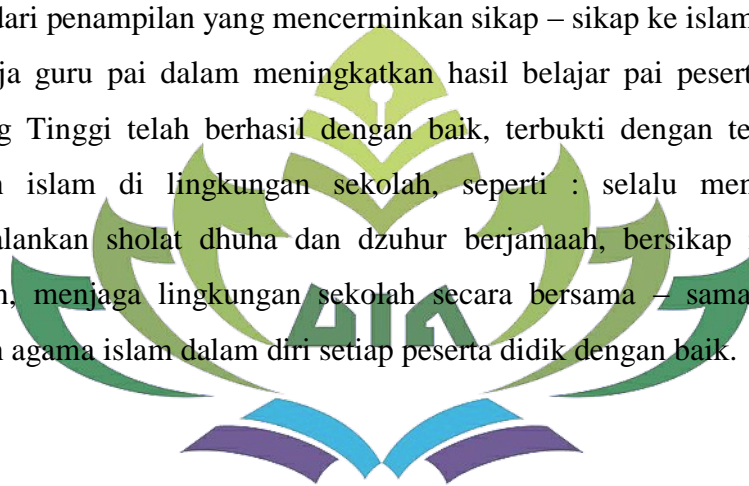 dari penampilan yang mencerminkan sikap – sikap ke islam
ja guru pai dalam meningkatkan hasil belajar pai pesert
g Tinggi telah berhasil dengan baik, terbukti dengan te
n islam di lingkungan sekolah, seperti : selalu men
alankan sholat dhuha dan dzuhur berjamaah, bersikap
n, menjaga lingkungan sekolah secara bersama – sama
n agama islam dalam diri setiap peserta didik dengan baik.
UIN